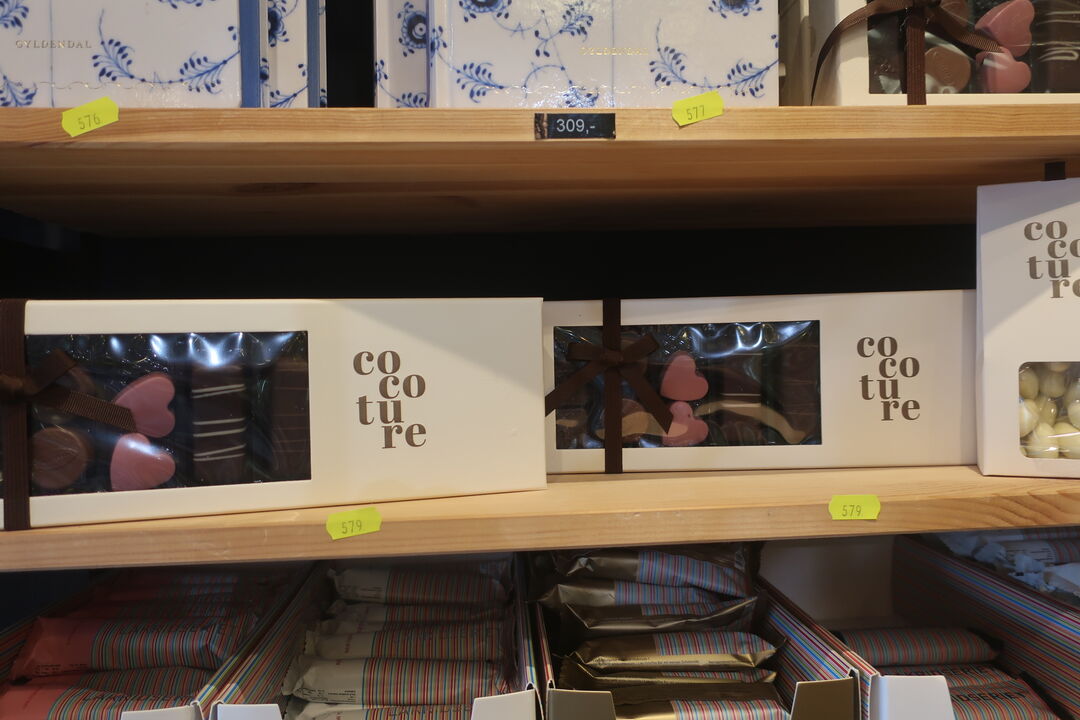 GYLDENDAL
GYLDENDAL
576
309,-
577
co
co
tu
re
co
co
tu
re
co
co
tu
re
579
579